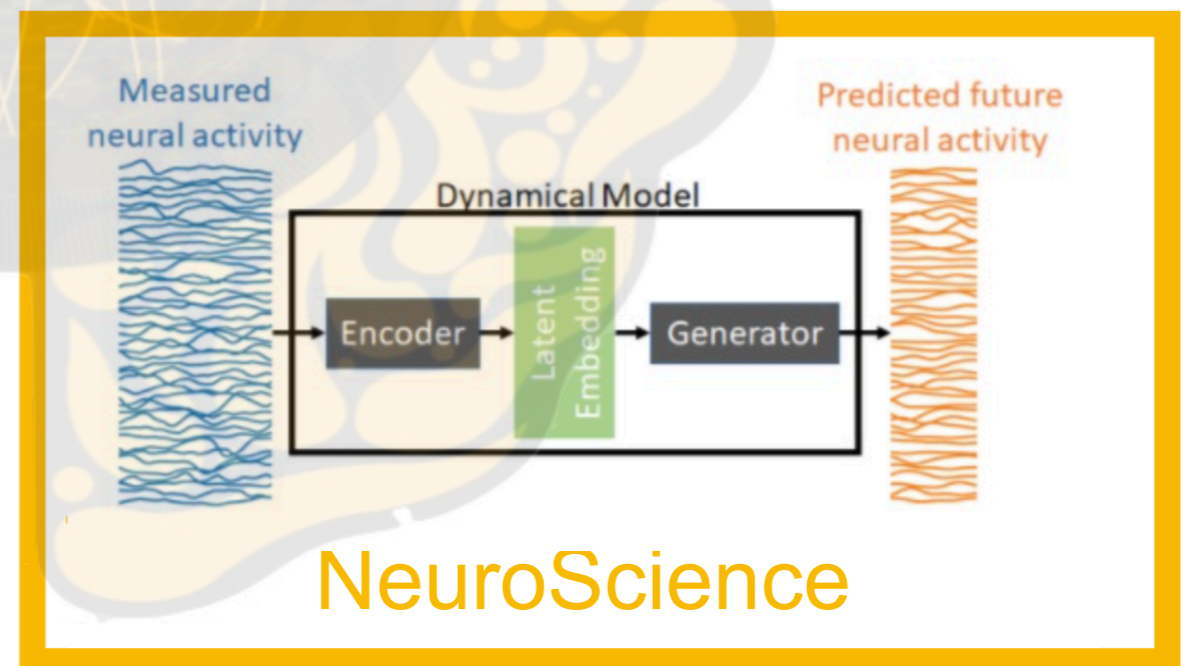 Measured
neural activity
Predicted future
neural activity
Dynamical Model
Encoder
Latent
Embedding
Generator
NeuroScience